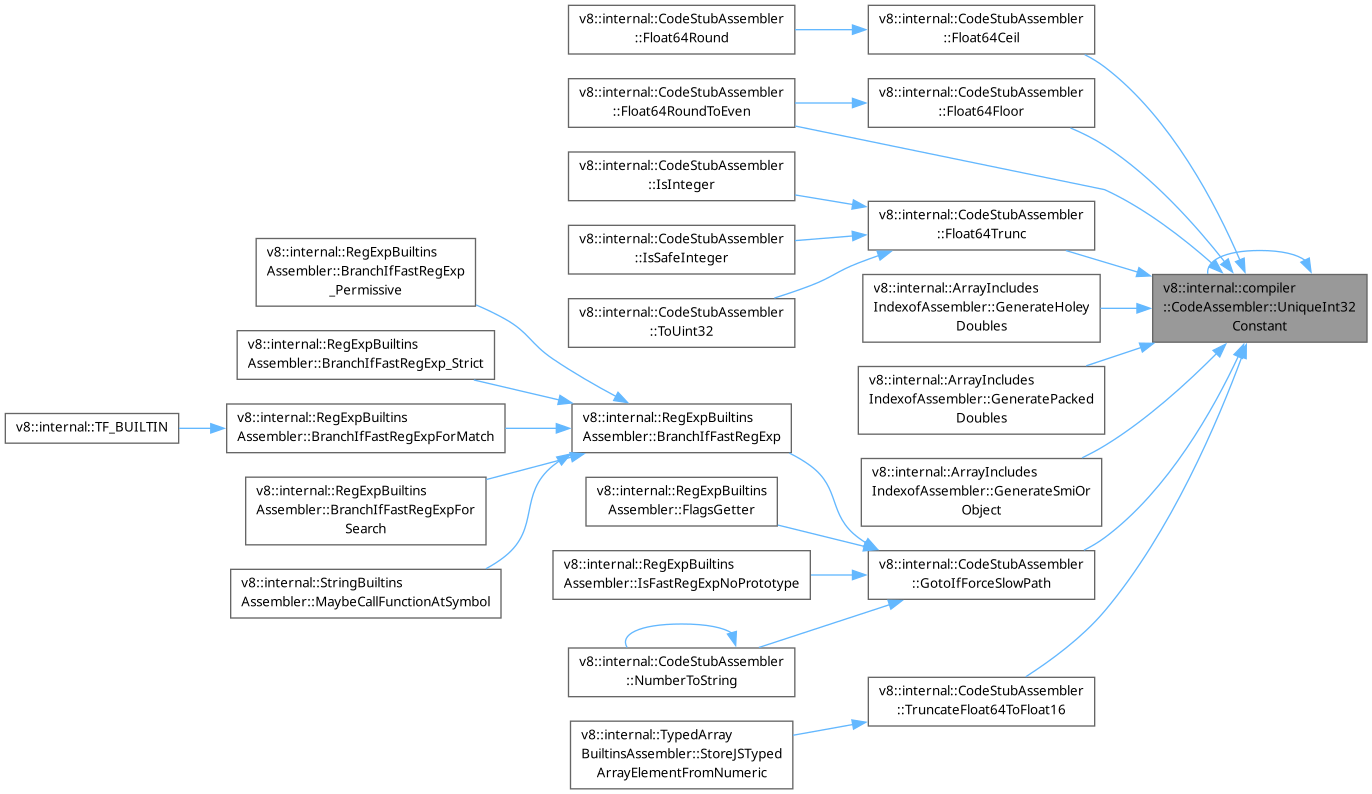 v8::internal::CodeStubAssembler
::Float64Round
v8::internal::CodeStubAssembler
::Float64Ceil
v8::internal::CodeStubAssembler
::Float64RoundToEven
v8::internal::CodeStubAssembler
::Float64Floor
v8::internal::CodeStubAssembler
::IsInteger
v8::internal::CodeStubAssembler
::Float64Trunc
v8::internal::CodeStubAssembler
::IsSafeInteger
v8::internal::RegExpBuiltins
Assembler::BranchIfFastRegExp
_Permissive
v8::internal::ArrayIncludes
IndexofAssembler::GenerateHoley
Doubles
v8::internal::compiler
::CodeAssembler::UniqueInt32
Constant
v8::internal::CodeStubAssembler
::ToUint32
v8::internal::RegExpBuiltins
Assembler::BranchIfFastRegExp_Strict
v8::internal::ArrayIncludes
IndexofAssembler::GeneratePacked
Doubles
v8::internal::TF_BUILTIN
v8::internal::RegExpBuiltins
Assembler::BranchIfFastRegExpForMatch
v8::internal::RegExpBuiltins
Assembler::BranchIfFastRegExp
v8::internal::ArrayIncludes
IndexofAssembler::GenerateSmiOr
Object
v8::internal::RegExpBuiltins
Assembler::BranchIfFastRegExpFor
Search
v8::internal::RegExpBuiltins
Assembler::FlagsGetter
v8::internal::RegExpBuiltins
Assembler::IsFastRegExpNoPrototype
v8::internal::CodeStubAssembler
::GotoIfForceSlowPath
v8::internal::StringBuiltins
Assembler::MaybeCallFunctionAtSymbol
v8::internal::CodeStubAssembler
::NumberToString
v8::internal::CodeStubAssembler
::TruncateFloat64ToFloat16
v8::internal::TypedArray
BuiltinsAssembler::StoreJSTyped
ArrayElementFromNumeric